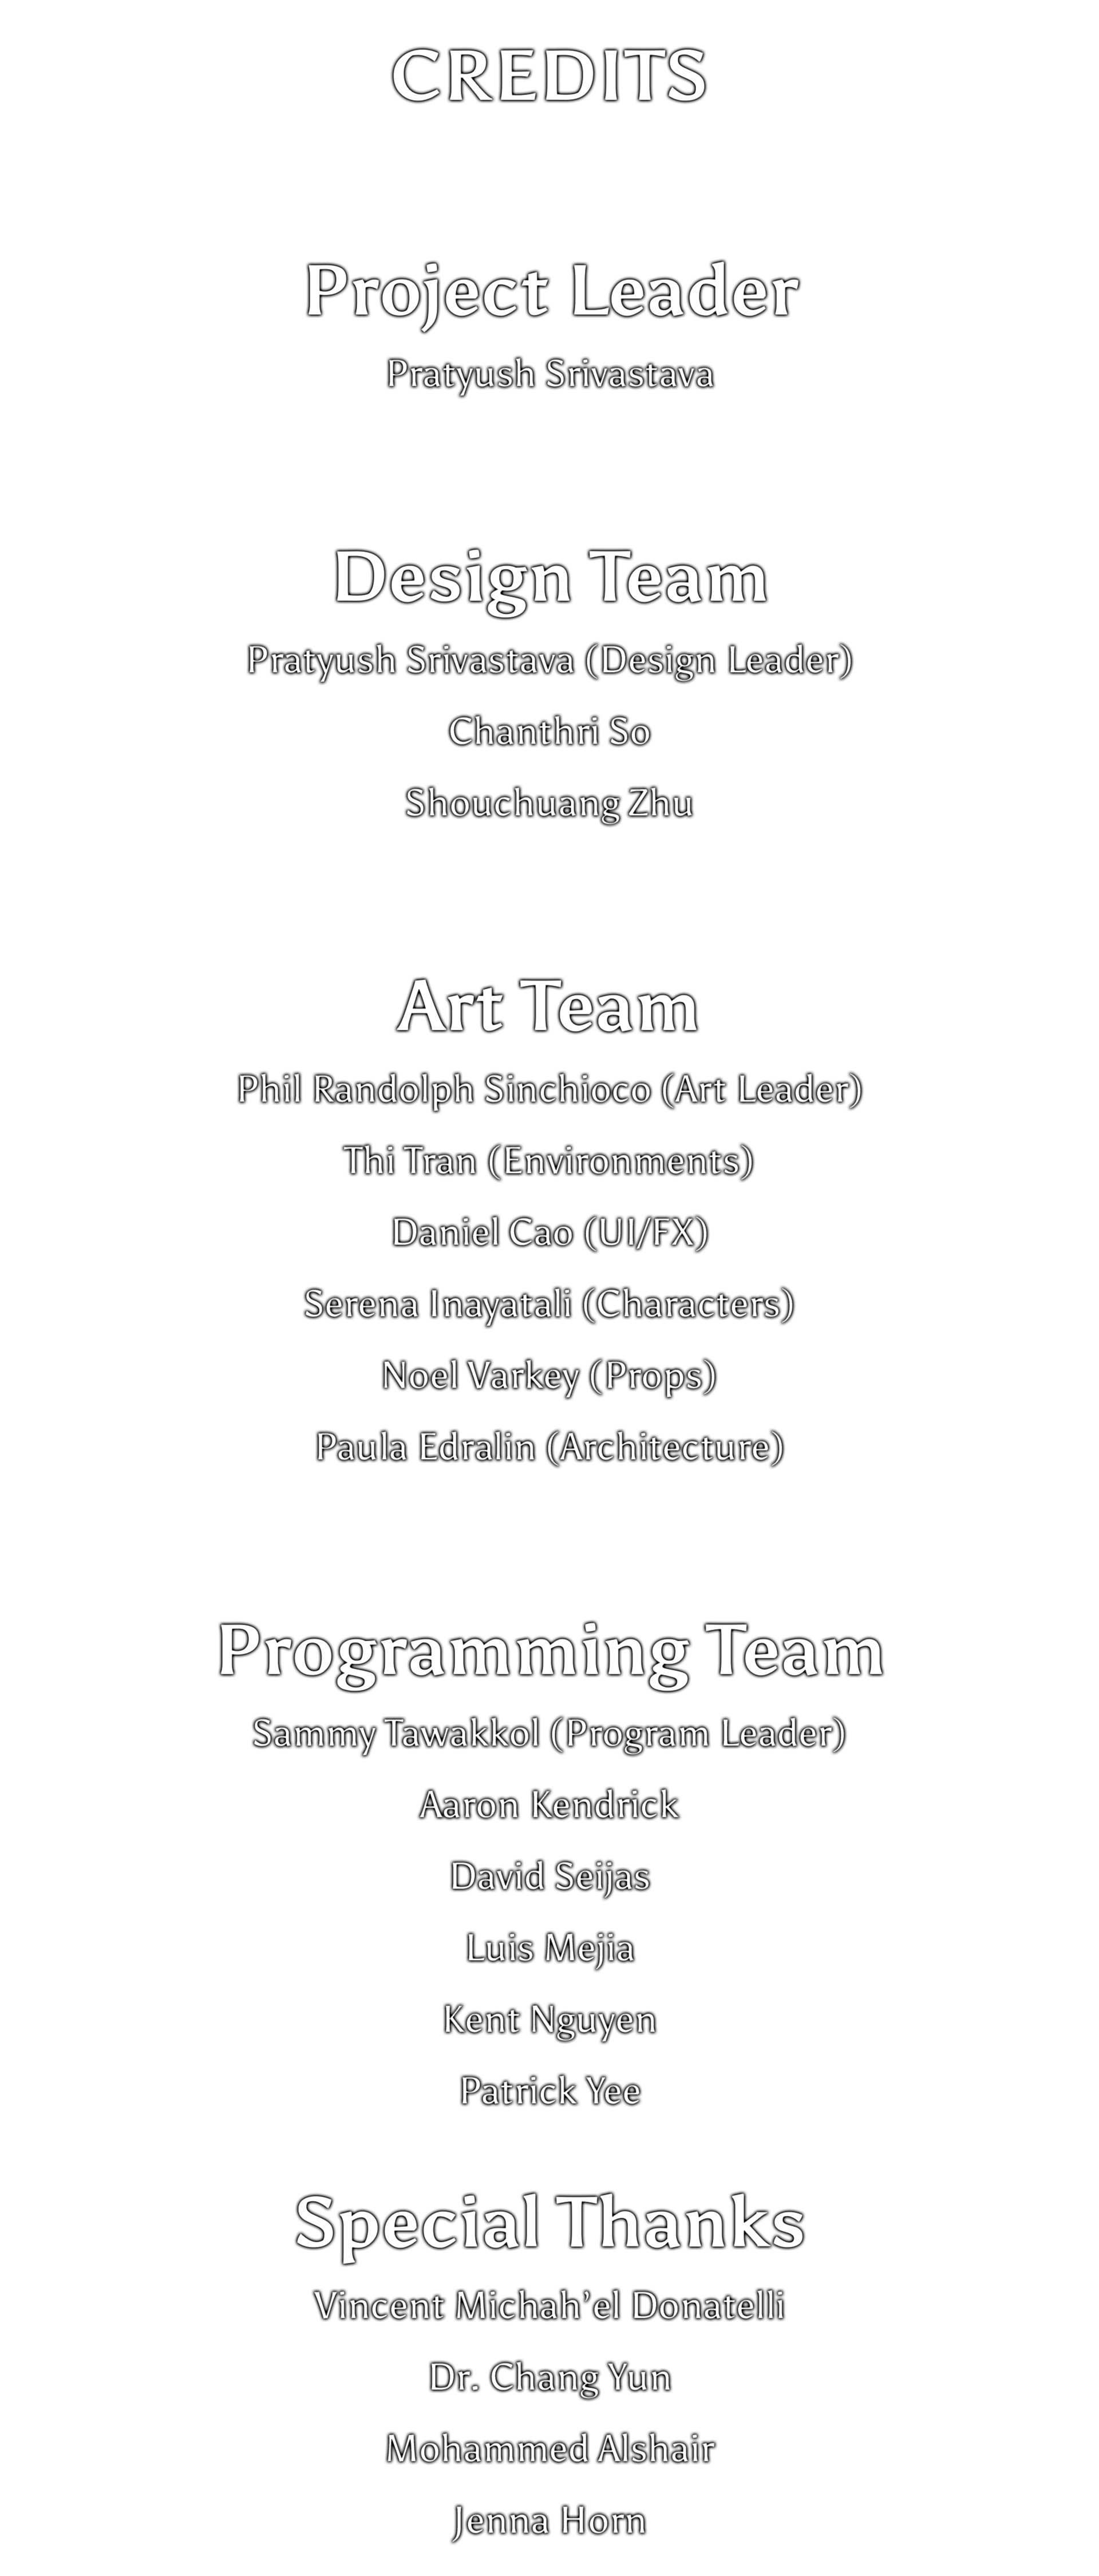 CREDITS
Project Leader
Pratyush Srivastava
Design Team
Pratyush Srivastava (Design Leader)
Chanthri So
Shouchuang Zhu
Art Team
Phil Randolph Sinchioco (Art Leader)
Thi Tran (Environments)
Daniel Cao (UI/FX)
Serena Inayatali (Characters)
Noel Varkey (Props)
Paula Edralin (Architecture)
Programming Team
Sammy Tawakkol (Program Leader)
Aaron Kendrick
David Seijas
Luis Mejia
Kent Nguyen
Patrick Yee
Special Thanks
Vincent Michah’el Donatelli
Dr. Chang Yun
Mohammed Alshair
Jenna Horn